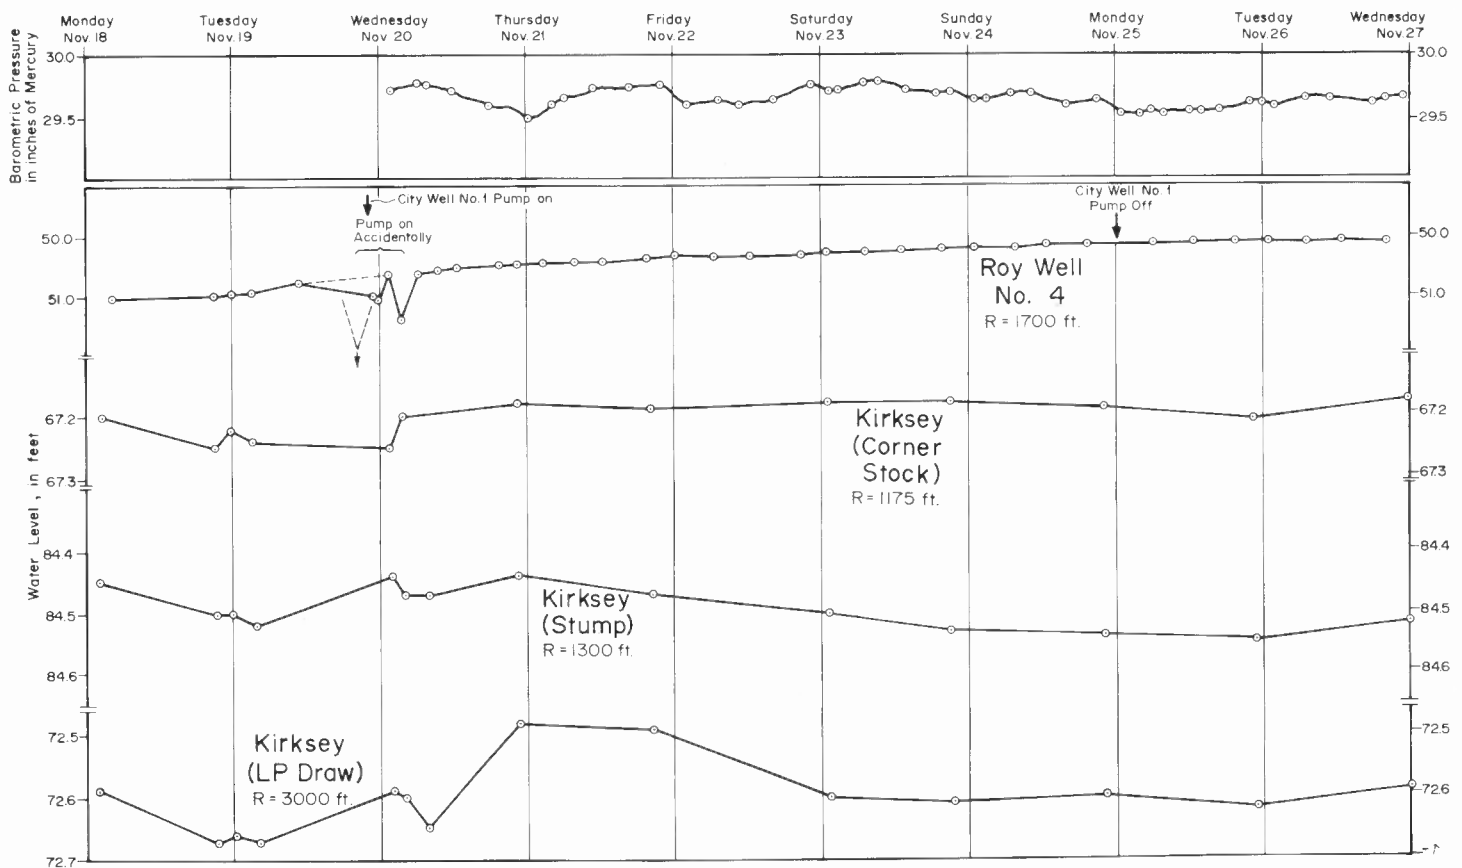 Monday Tuesday Wednesday Thursday Friday Saturday Sunday Monday Tuesday Wednesday
Nov. 18 Nov. 19 Nov. 20 Nov. 21 Nov. 22 Nov. 23 Nov. 24 Nov. 25 Nov. 26 Nov. 27
Barometric Pressure
in inches of Mercury
30.0
29.5
30.0
29.5
City Well No. 1 Pump on
Pump on
Accidentally
City Well No. 1
Pump Off
Water Level, in feet
50.0
51.0
50.0
51.0
Roy Well
No. 4
R = 1700 ft.
67.2
67.3
67.2
67.3
Kirksey
(Corner
Stock)
R = 1175 ft.
84.4
84.5
84.6
84.4
84.5
84.6
Kirksey
(Stump)
R = 1300 ft.
72.5
72.6
72.7
72.5
72.6
Kirksey
(LP Draw)
R = 3000 ft.